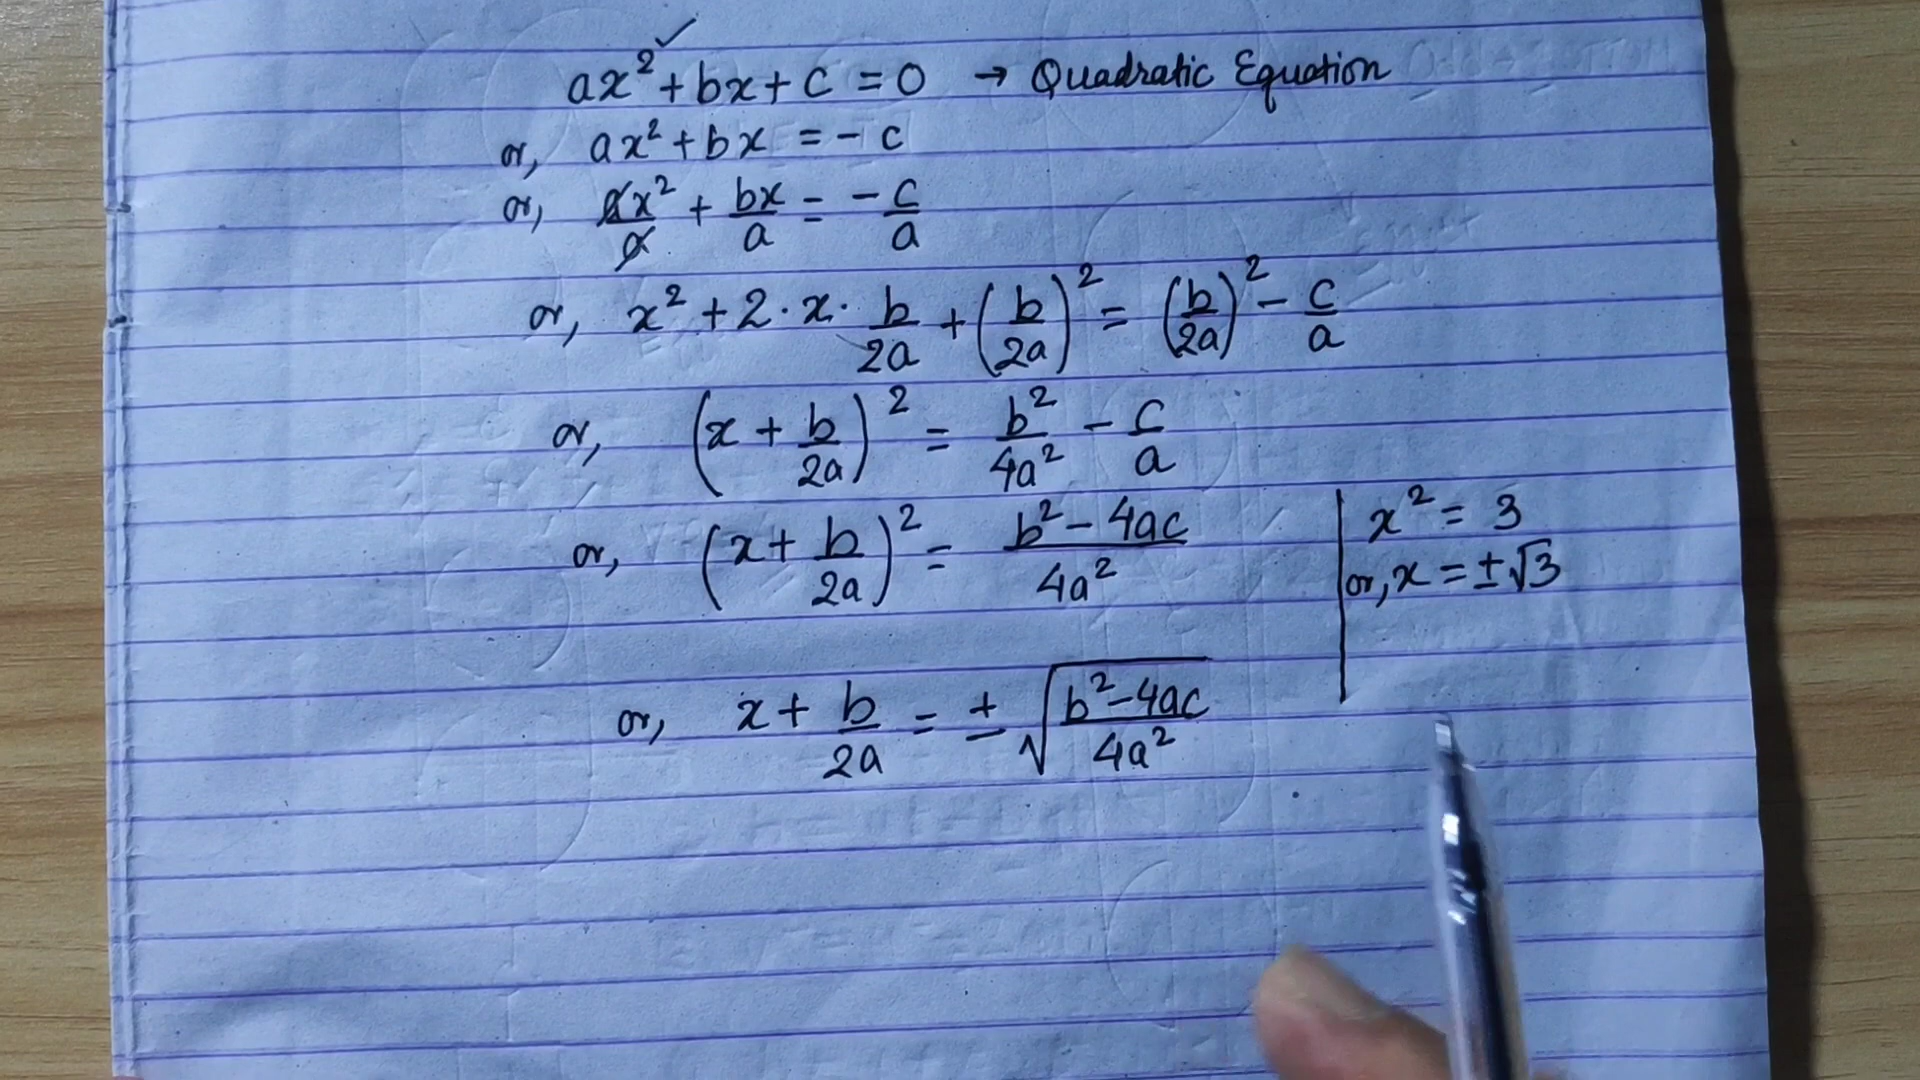 ax² + bx + c = 0 → Quadratic Equation
or, ax² + bx = - c
or, ax²/a + bx/a = - c/a
or, x² + 2·x· b/2a + (b/2a)² = (b/2a)² - c/a
or, (x + b/2a)² = b²/4a² - c/a
or, (x + b/2a)² = (b² - 4ac)/4a²
x² = 3
or, x = ±√3
or, x + b/2a = ± √((b² - 4ac)/4a²)